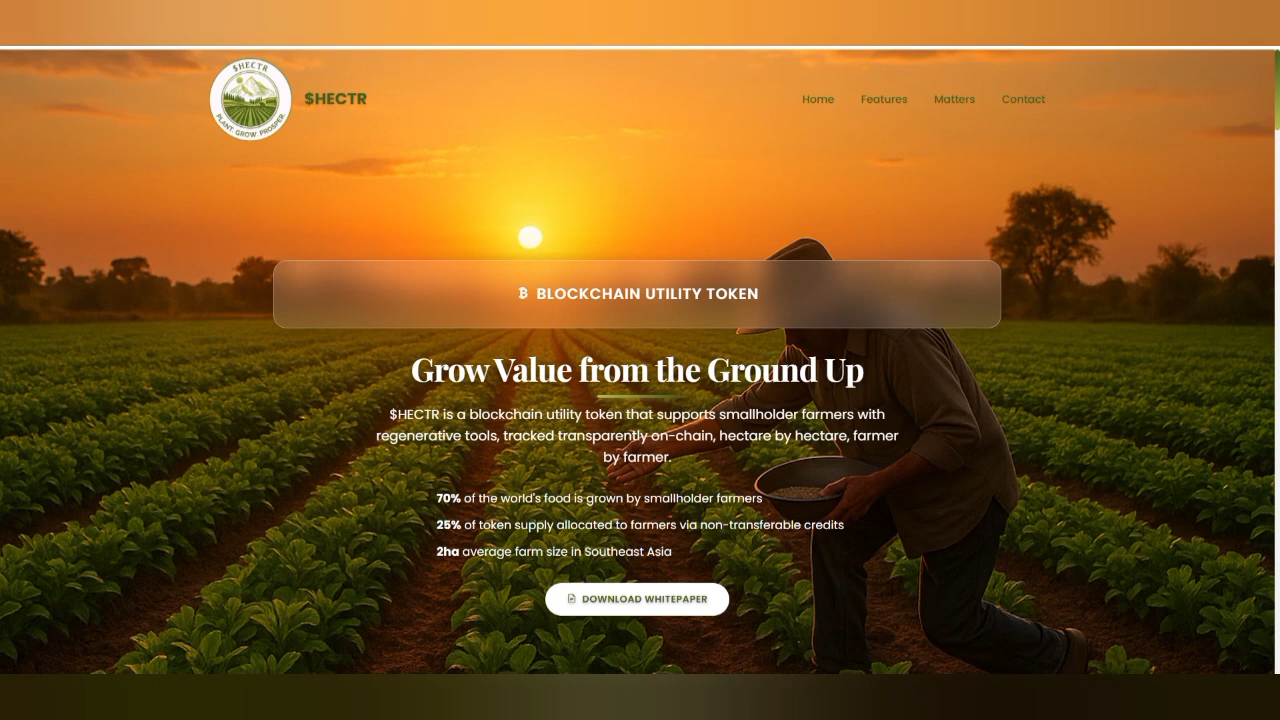 $HECTR
PLANT. GROW. PROSPER.
$HECTR
Home
Features
Matters
Contact
BLOCKCHAIN UTILITY TOKEN
Grow Value from the Ground Up
$HECTR is a blockchain utility token that supports smallholder farmers with
regenerative tools, tracked transparently on-chain, hectare by hectare, farmer
by farmer.
70% of the world's food is grown by smallholder farmers
25% of token supply allocated to farmers via non-transferable credits
2ha average farm size in Southeast Asia
DOWNLOAD WHITEPAPER